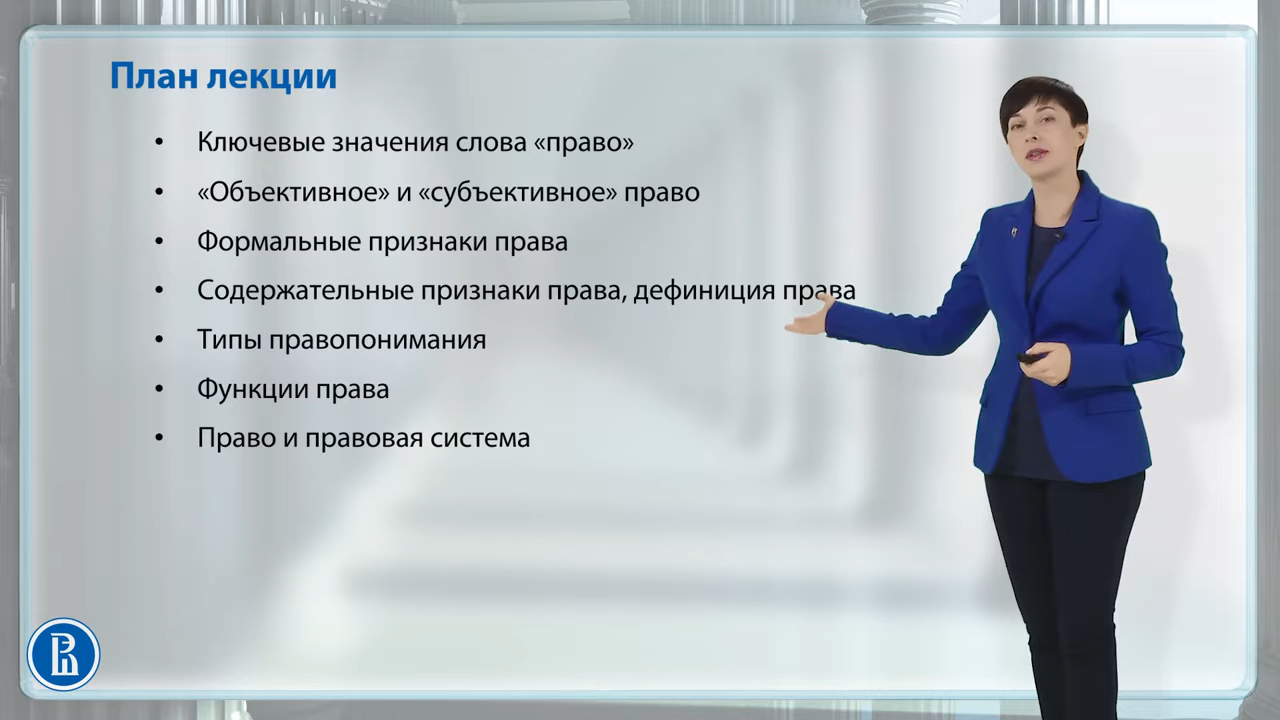 План лекции
• Ключевые значения слова «право»
• «Объективное» и «субъективное» право
• Формальные признаки права
• Содержательные признаки права, дефиниция права
• Типы правопонимания
• Функции права
• Право и правовая система